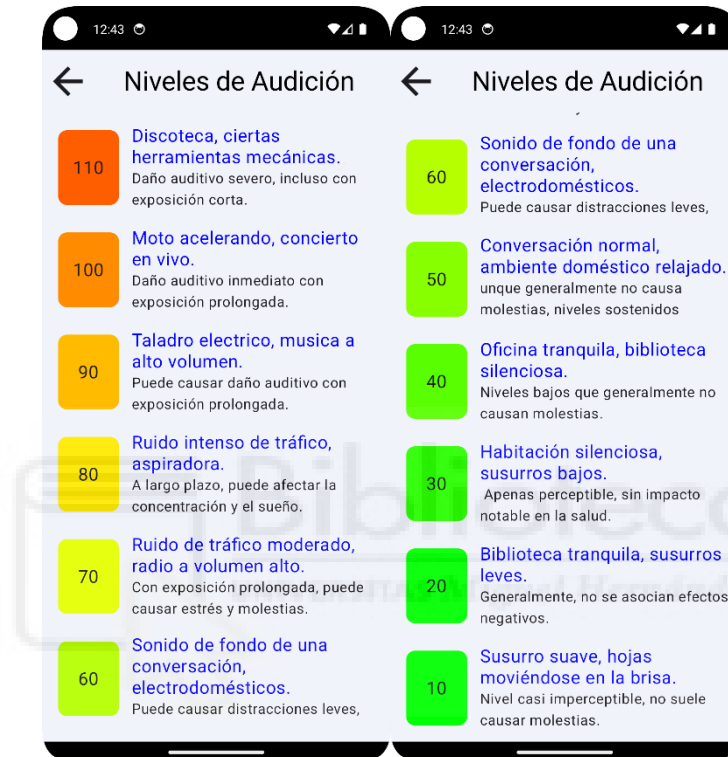 12:43
Niveles de Audición
110
Discoteca, ciertas
herramientas mecánicas.
Daño auditivo severo, incluso con
exposición corta.
100
Moto acelerando, concierto
en vivo.
Daño auditivo inmediato con
exposición prolongada.
90
Taladro electrico, musica a
alto volumen.
Puede causar daño auditivo con
exposición prolongada.
80
Ruido intenso de tráfico,
aspiradora.
A largo plazo, puede afectar la
concentración y el sueño.
70
Ruido de tráfico moderado,
radio a volumen alto.
Con exposición prolongada, puede
causar estrés y molestias.
60
Sonido de fondo de una
conversación,
electrodomésticos.
Puede causar distracciones leves,
12:43
Niveles de Audición
60
Sonido de fondo de una
conversación,
electrodomésticos.
Puede causar distracciones leves,
50
Conversación normal,
ambiente doméstico relajado.
unque generalmente no causa
molestias, niveles sostenidos
40
Oficina tranquila, biblioteca
silenciosa.
Niveles bajos que generalmente no
causan molestias.
30
Habitación silenciosa,
susurros bajos.
Apenas perceptible, sin impacto
notable en la salud.
20
Biblioteca tranquila, susurros
leves.
Generalmente, no se asocian efectos
negativos.
10
Susurro suave, hojas
moviéndose en la brisa.
Nivel casi imperceptible, no suele
causar molestias.